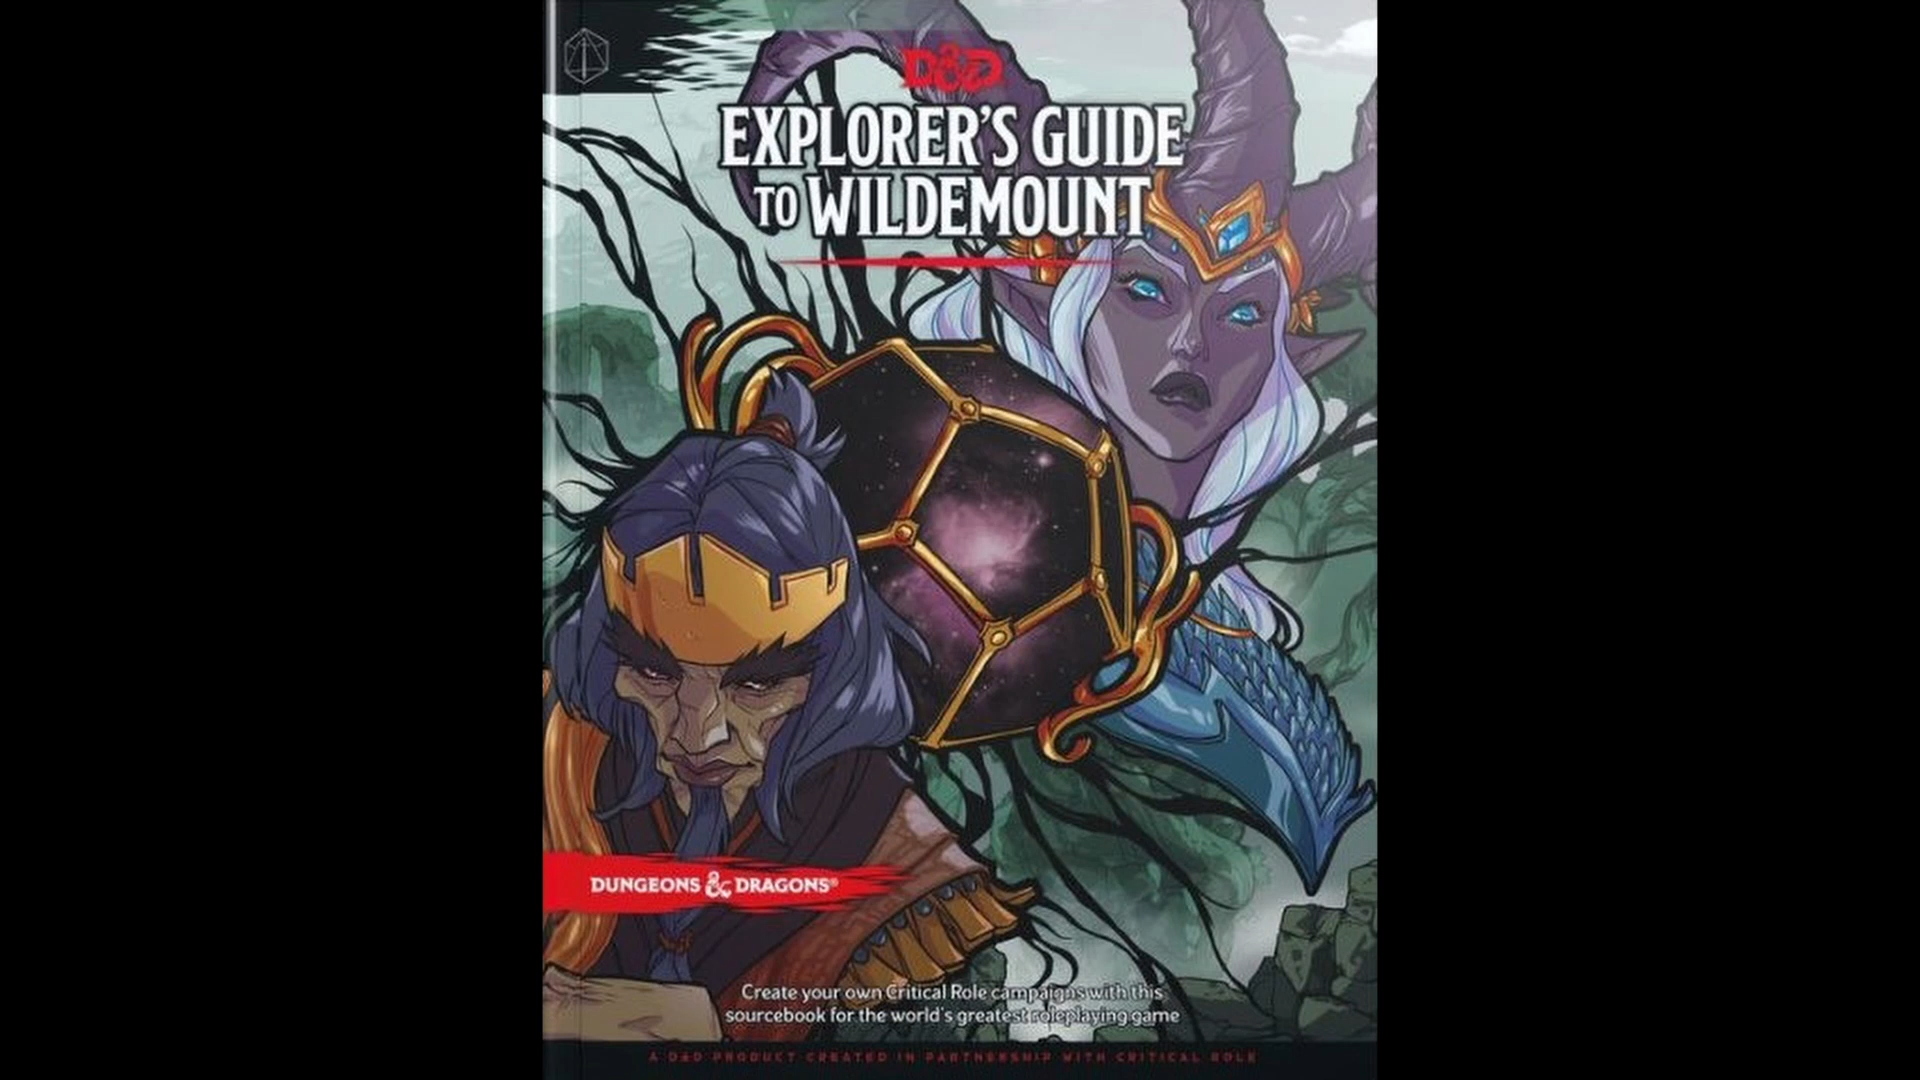 D&D
EXPLORER'S GUIDE
TO WILDEMOUNT
DUNGEONS & DRAGONS®
Create your own Critical Role campaigns with this
sourcebook for the world's greatest roleplaying game
A D&D PRODUCT CREATED IN PARTNERSHIP WITH CRITICAL ROLE